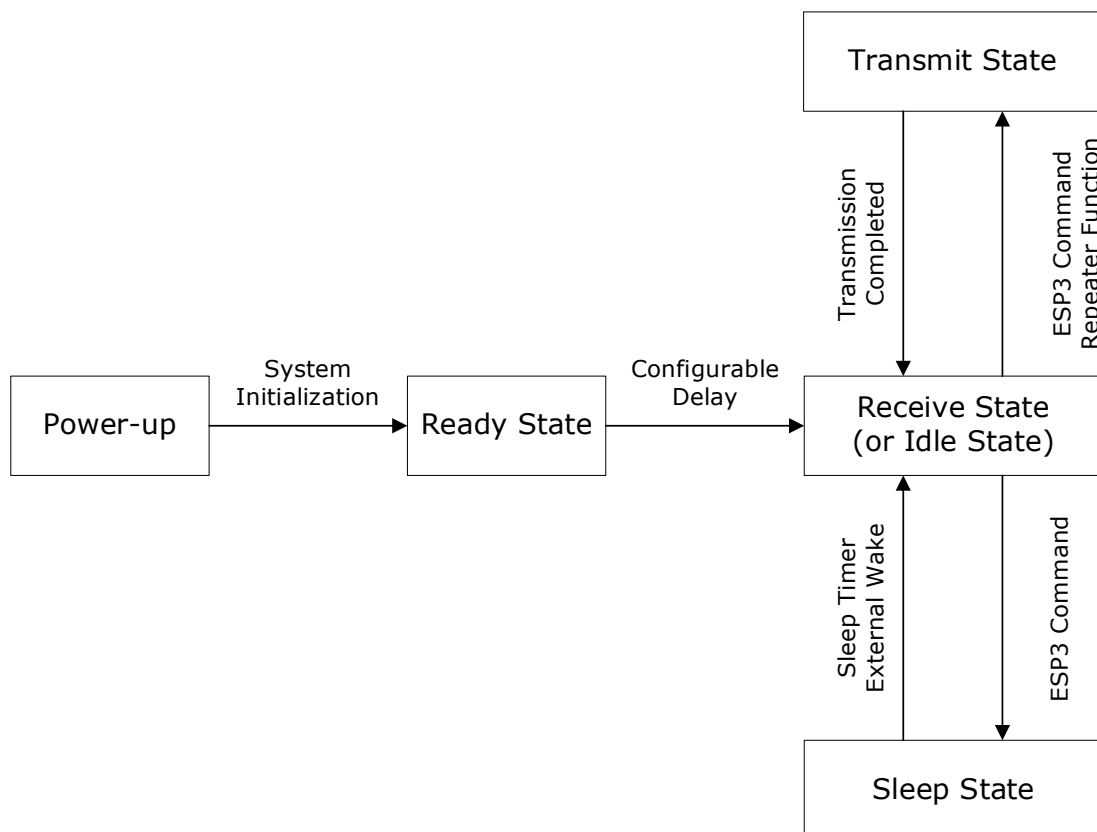 Transmit State
Transmission
Completed
ESP3 Command
Repeater Function
System
Initialization
Configurable
Delay
Power-up
Ready State
Receive State
(or Idle State)
Sleep Timer
External Wake
ESP3 Command
Sleep State